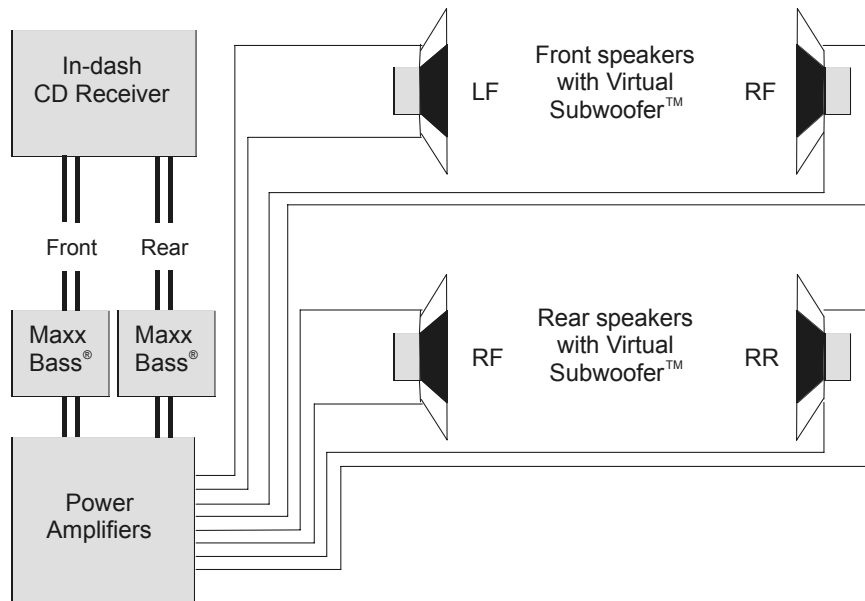 In-dash
CD Receiver
LF
Front speakers
with Virtual
Subwoofer™
RF
Front
Rear
Maxx
Bass®
Maxx
Bass®
RF
Rear speakers
with Virtual
Subwoofer™
RR
Power
Amplifiers